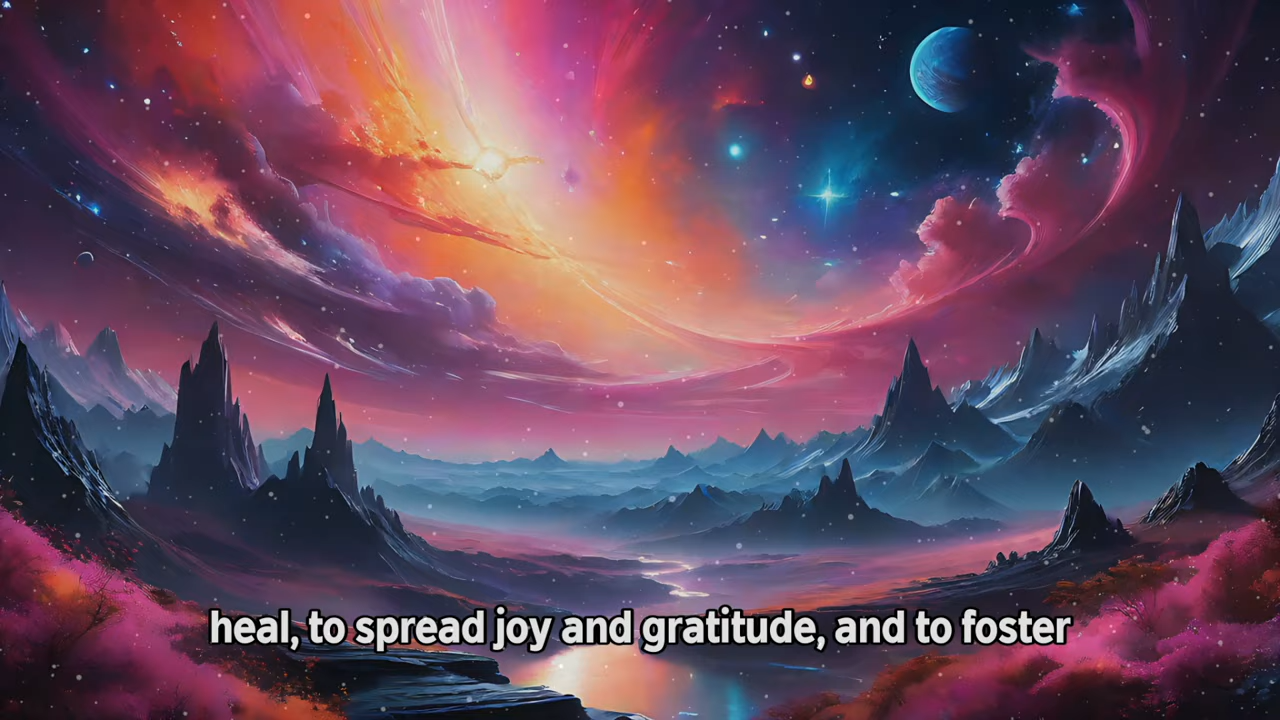 heal, to spread joy and gratitude, and to foster